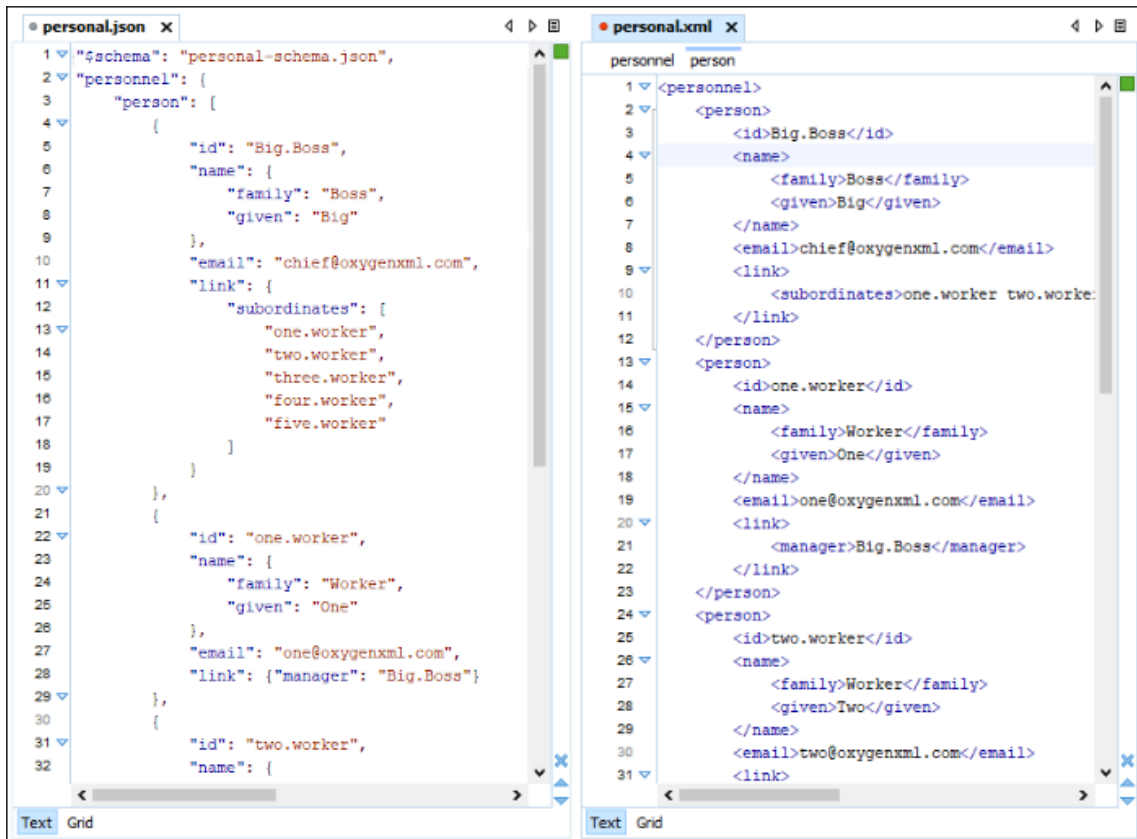 personal.json
1 "$schema": "personal-schema.json",
2 "personnel": {
3 "person": [
4 {
5 "id": "Big.Boss",
6 "name": {
7 "family": "Boss",
8 "given": "Big"
9 },
10 "email": "chief@oxygenxml.com",
11 "link": {
12 "subordinates": [
13 "one.worker",
14 "two.worker",
15 "three.worker",
16 "four.worker",
17 "five.worker"
18 ]
19 }
20 },
21 {
22 "id": "one.worker",
23 "name": {
24 "family": "Worker",
25 "given": "One"
26 },
27 "email": "one@oxygenxml.com",
28 "link": {"manager": "Big.Boss"}
29 },
30 {
31 "id": "two.worker",
32 "name": {
Text Grid
personal.xml
personnel person
1 <personnel>
2 <person>
3 <id>Big.Boss</id>
4 <name>
5 <family>Boss</family>
6 <given>Big</given>
7 </name>
8 <email>chief@oxygenxml.com</email>
9 <link>
10 <subordinates>one.worker two.worke
11 </link>
12 </person>
13 <person>
14 <id>one.worker</id>
15 <name>
16 <family>Worker</family>
17 <given>One</given>
18 </name>
19 <email>one@oxygenxml.com</email>
20 <link>
21 <manager>Big.Boss</manager>
22 </link>
23 </person>
24 <person>
25 <id>two.worker</id>
26 <name>
27 <family>Worker</family>
28 <given>Two</given>
29 </name>
30 <email>two@oxygenxml.com</email>
31 <link>
Text Grid